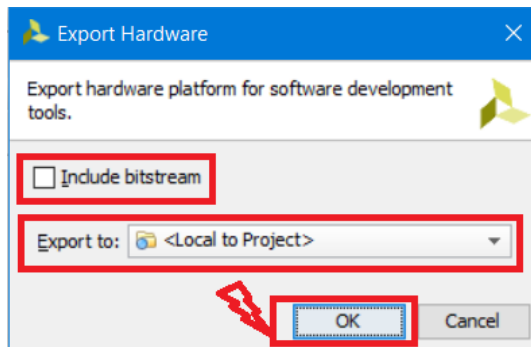 Export Hardware
Export hardware platform for software development
tools.
Include bitstream
Export to: <Local to Project>
OK Cancel